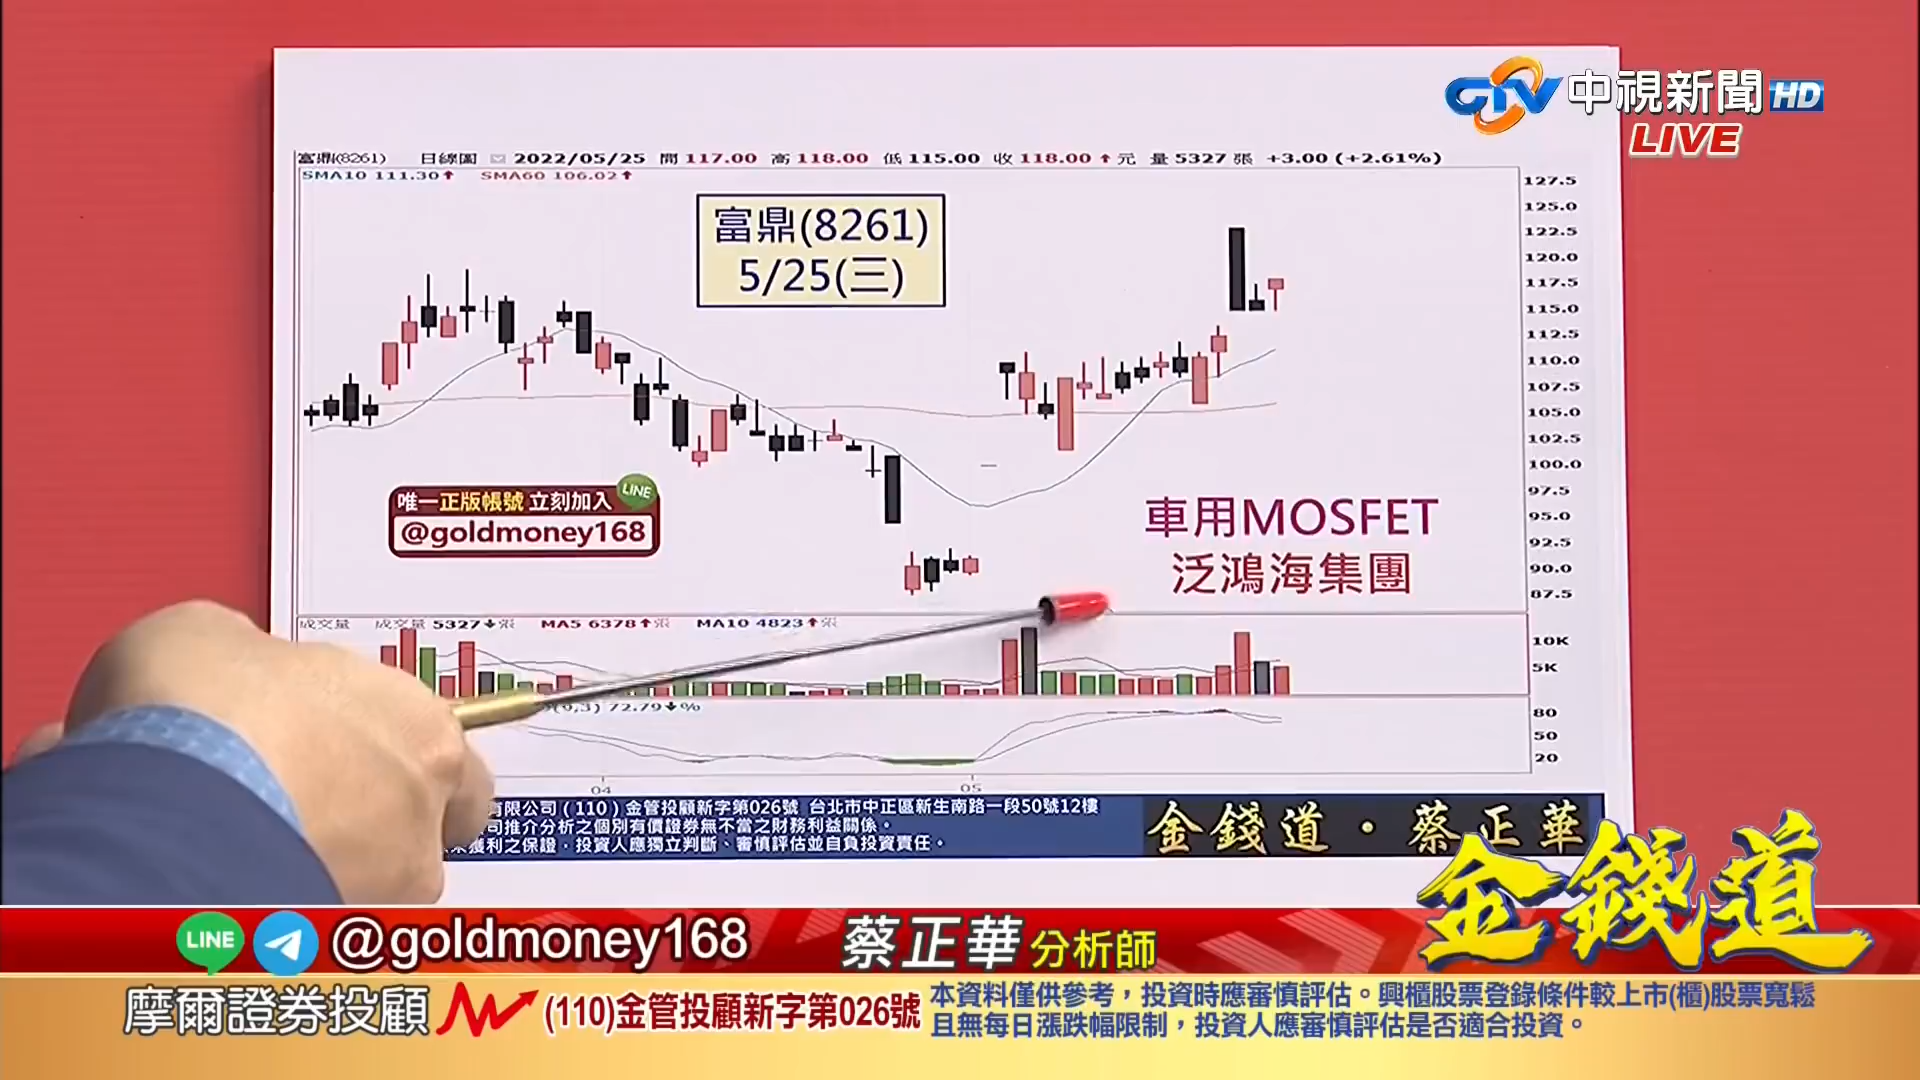 CTV 中視新聞 HD
LIVE
富鼎(8261) 日線圖 2022/05/25 開 117.00 高 118.00 低 115.00 收 118.00 ↑ 元 量 5327 張 +3.00 (+2.61%)
SMA10 111.30↑ SMA60 106.02↑
富鼎(8261)
5/25(三)
127.5
125.0
122.5
120.0
117.5
115.0
112.5
110.0
107.5
105.0
102.5
100.0
97.5
95.0
92.5
90.0
87.5
唯一正版帳號 立刻加入 LINE
@goldmoney168
車用MOSFET
泛鴻海集團
成交量 成交量 5327↓張 MA5 6378↑張 MA10 4823↑張
10K
5K
(9,3) 72.79↓%
80
50
20
04 05
有限公司（110）金管投顧新字第026號 台北市中正區新生南路一段50號12樓
司推介分析之個別有價證券無不當之財務利益關係。
來獲利之保證，投資人應獨立判斷、審慎評估並自負投資責任。
金錢道・蔡正華
金錢道
LINE @goldmoney168 蔡正華 分析師
摩爾證券投顧 (110)金管投顧新字第026號
本資料僅供參考，投資時應審慎評估。興櫃股票登錄條件較上市(櫃)股票寬鬆
且無每日漲跌幅限制，投資人應審慎評估是否適合投資。